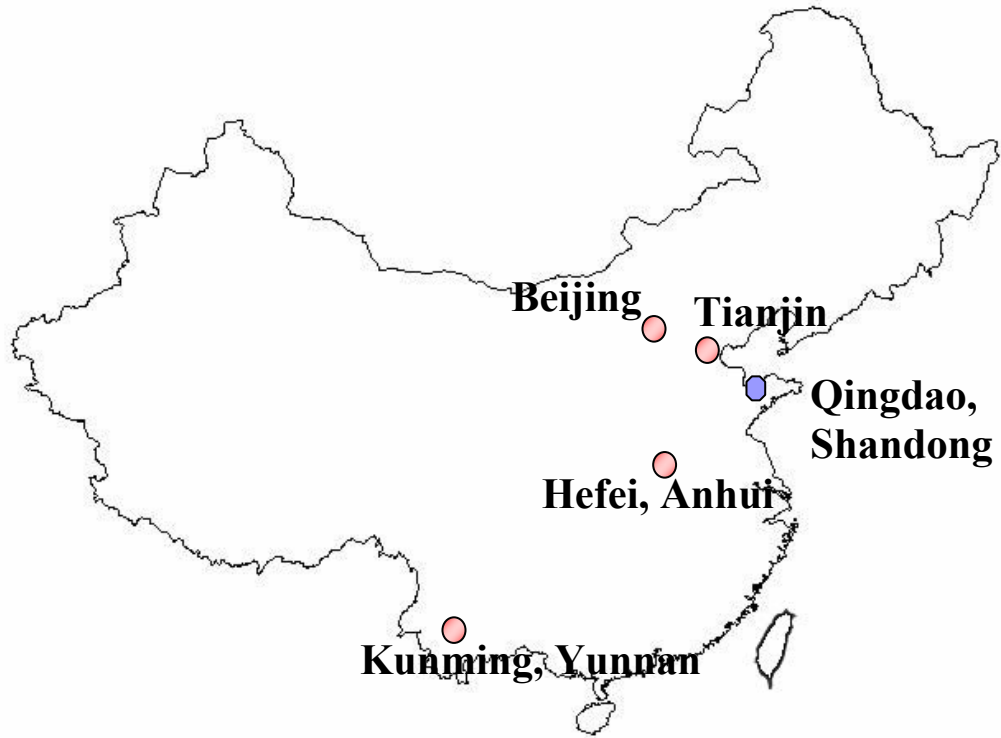 Beijing
Tianjin
Qingdao,
Shandong
Hefei, Anhui
Kunming, Yunnan